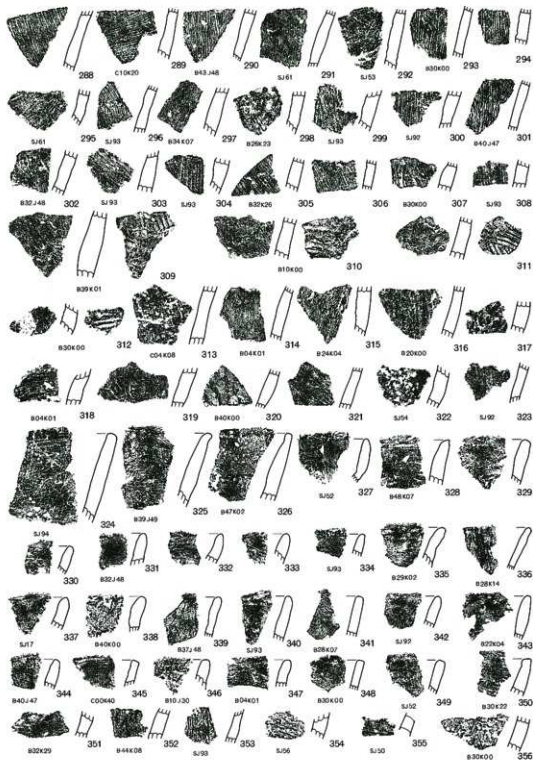 288 289 290 291 292 293 294
C10K20 B43J48 SJ61 SJ53 B30K00
295 296 297 298 299 300 301
SJ61 SJ93 B34K07 B26K23 SJ93 SJ92 B40J47
302 303 304 305 306 307 308
B32J48 SJ93 SJ93 B32K26 B30K00 SJ93
309 310 311
B39K01 B10K00
312 313 314 315 316 317
B30K00 C04K08 B04K01 B24K04 B20K00
318 319 320 321 322 323
B04K01 B40K00 SJ54 SJ92
324 325 326 327 328 329
SJ94 B39J49 B47K02 SJ52 B48K07
330 331 332 333 334 335 336
B32J48 SJ93 B29K02 B28K14
337 338 339 340 341 342 343
SJ17 B40K00 B37J48 SJ93 B28K07 SJ92 B22K04
344 345 346 347 348 349 350
B40J47 C00K40 B10J30 B04K01 B30K00 SJ52 B30K22
351 352 353 354 355 356
B32K29 B44K08 SJ93 SJ56 SJ50 B30K00